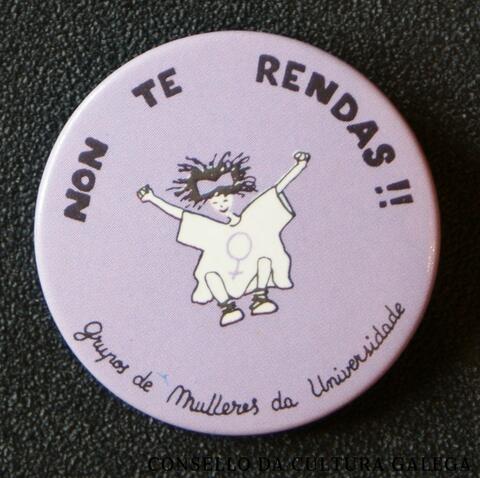 NON TE RENDAS!!
Grupos de Mulleres da Universidade
CONSELLO DA CULTURA GALEGA